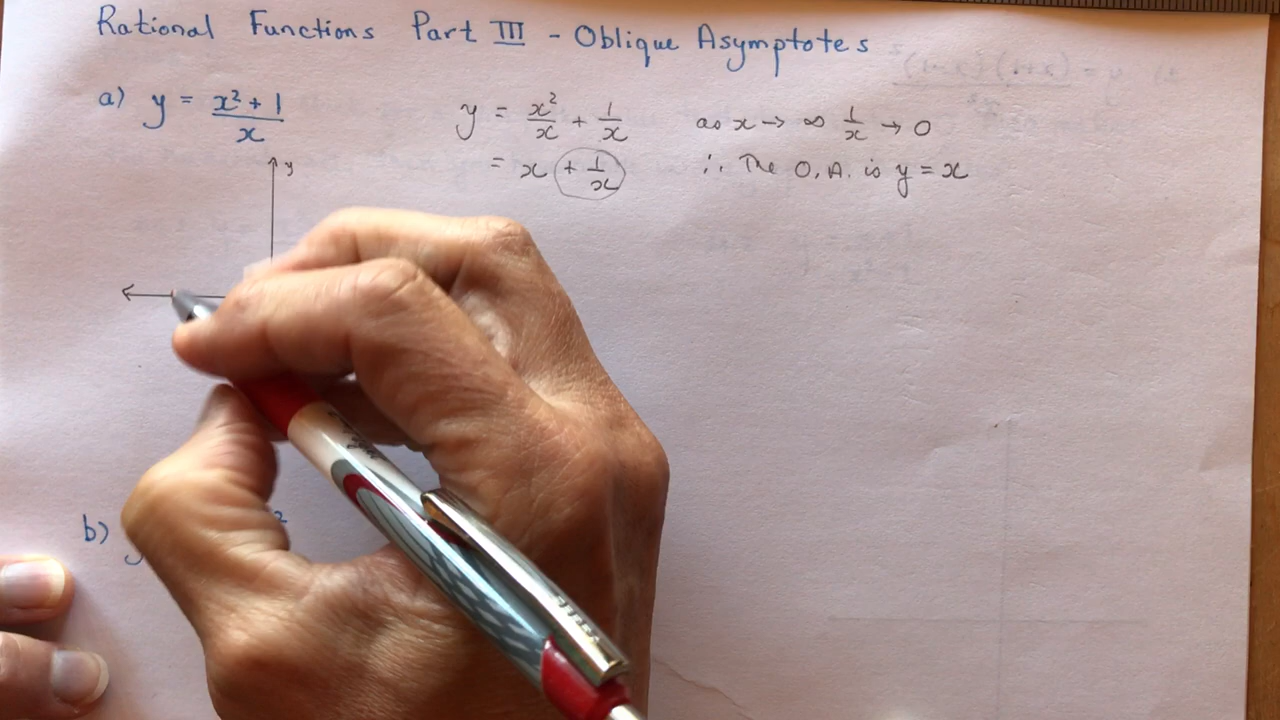 Rational Functions Part III - Oblique Asymptotes
a) y = x² + 1 / x
y = x²/x + 1/x as x → ∞ 1/x → 0
= x + 1/x ∴ The O.A. is y = x
y
b)